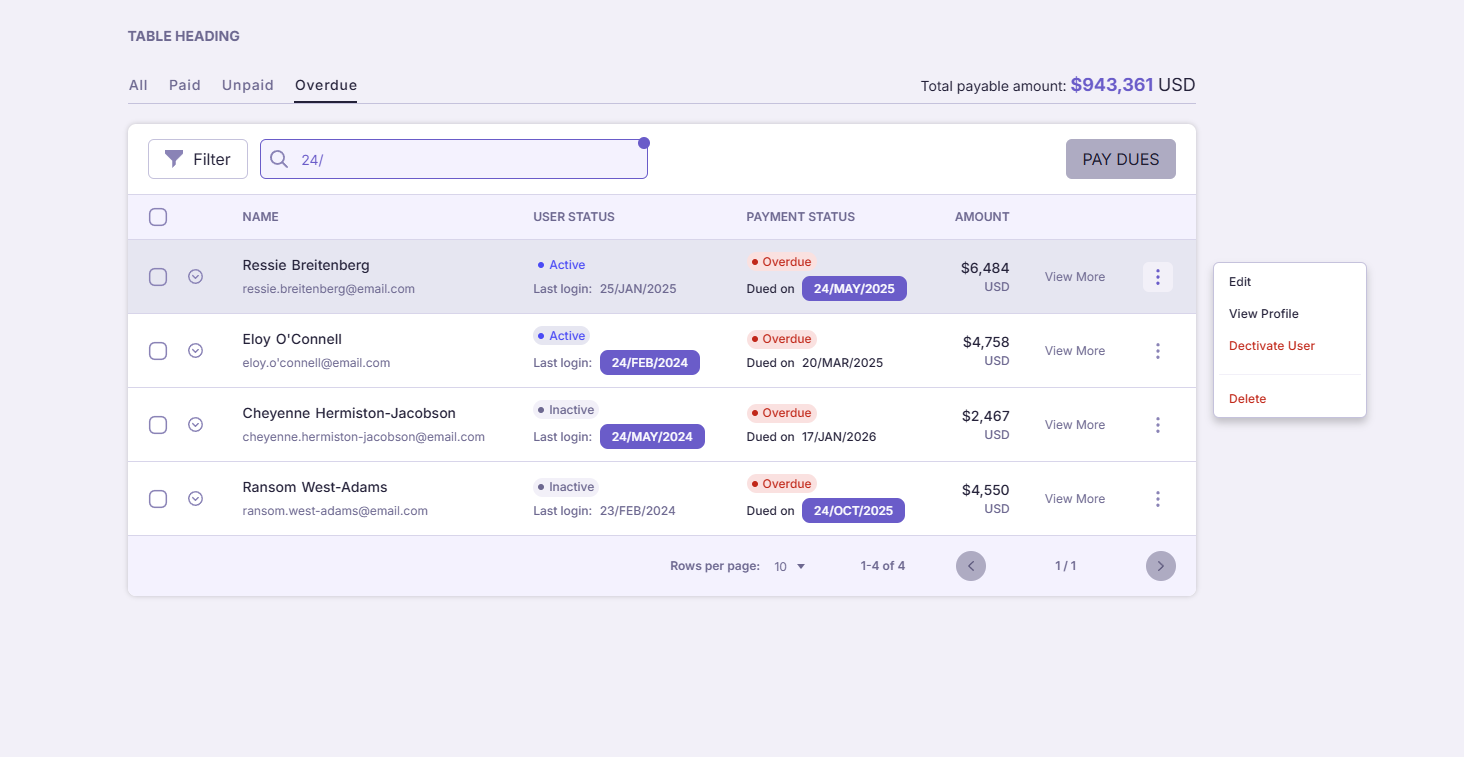 TABLE HEADING
All Paid Unpaid Overdue Total payable amount: $943,361 USD
Filter 24/ PAY DUES
NAME USER STATUS PAYMENT STATUS AMOUNT
Ressie Breitenberg Active Overdue $6,484
ressie.breitenberg@email.com Last login: 25/JAN/2025 Dued on 24/MAY/2025 USD View More
Eloy O'Connell Active Overdue $4,758
eloy.o'connell@email.com Last login: 24/FEB/2024 Dued on 20/MAR/2025 USD View More
Cheyenne Hermiston-Jacobson Inactive Overdue $2,467
cheyenne.hermiston-jacobson@email.com Last login: 24/MAY/2024 Dued on 17/JAN/2026 USD View More
Ransom West-Adams Inactive Overdue $4,550
ransom.west-adams@email.com Last login: 23/FEB/2024 Dued on 24/OCT/2025 USD View More
Rows per page: 10 1-4 of 4 1 / 1
Edit
View Profile
Dectivate User
Delete